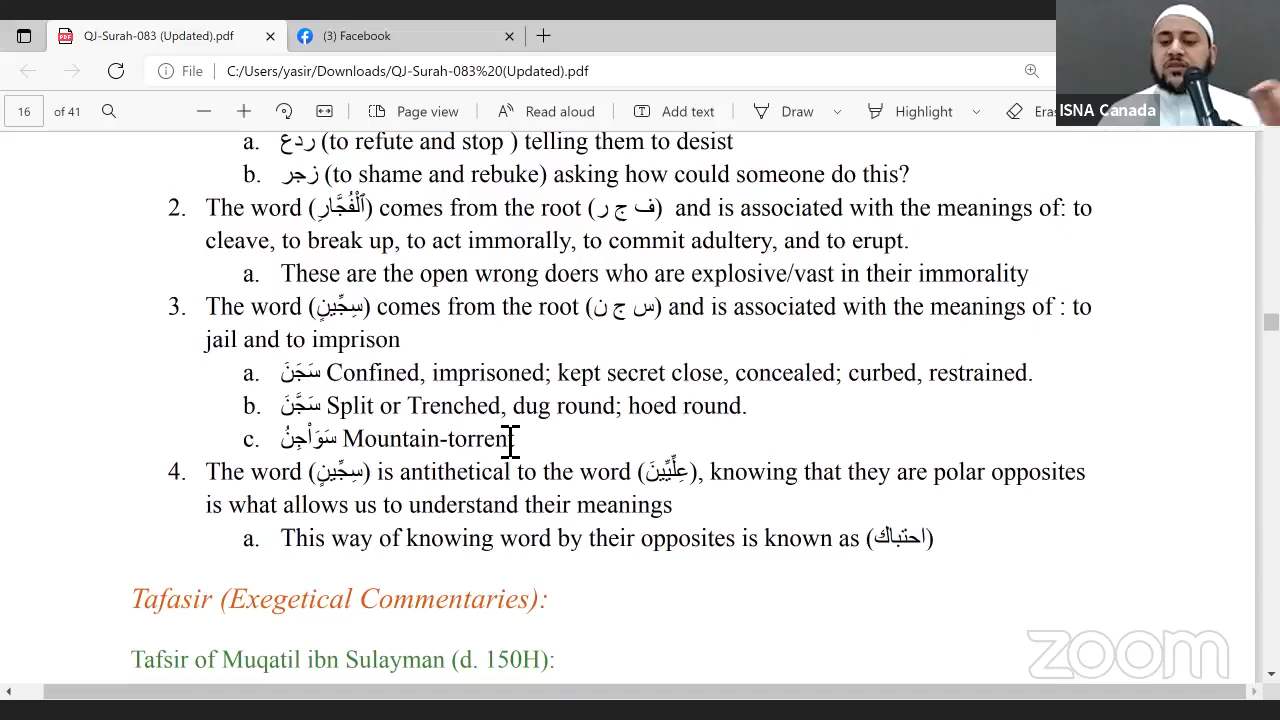 QJ-Surah-083 (Updated).pdf
(3) Facebook
File C:/Users/yasir/Downloads/QJ-Surah-083%20(Updated).pdf
16 of 41 Page view Read aloud Add text Draw Highlight
ISNA Canada
a. ردع (to refute and stop ) telling them to desist
b. زجر (to shame and rebuke) asking how could someone do this?
2. The word (ٱلْفُجَّارِ) comes from the root (ف ج ر) and is associated with the meanings of: to
cleave, to break up, to act immorally, to commit adultery, and to erupt.
a. These are the open wrong doers who are explosive/vast in their immorality
3. The word (سِجِّينٍ) comes from the root (س ج ن) and is associated with the meanings of : to
jail and to imprison
a. سَجَنَ Confined, imprisoned; kept secret close, concealed; curbed, restrained.
b. سَجَّنَ Split or Trenched, dug round; hoed round.
c. سَوَاْجِنُ Mountain-torrent
4. The word (سِجِّينٍ) is antithetical to the word (عِلِّيِّينَ), knowing that they are polar opposites
is what allows us to understand their meanings
a. This way of knowing word by their opposites is known as (احتباك)
Tafasir (Exegetical Commentaries):
Tafsir of Muqatil ibn Sulayman (d. 150H):
zoom